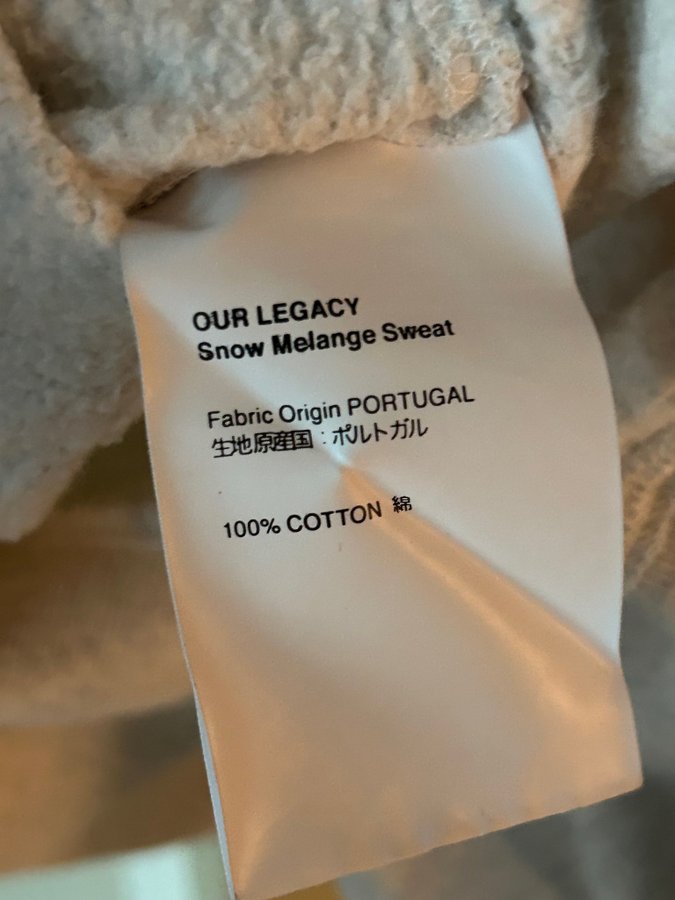 OUR LEGACY
Snow Melange Sweat
Fabric Origin PORTUGAL
生地原産国：ポルトガル
100% COTTON 綿